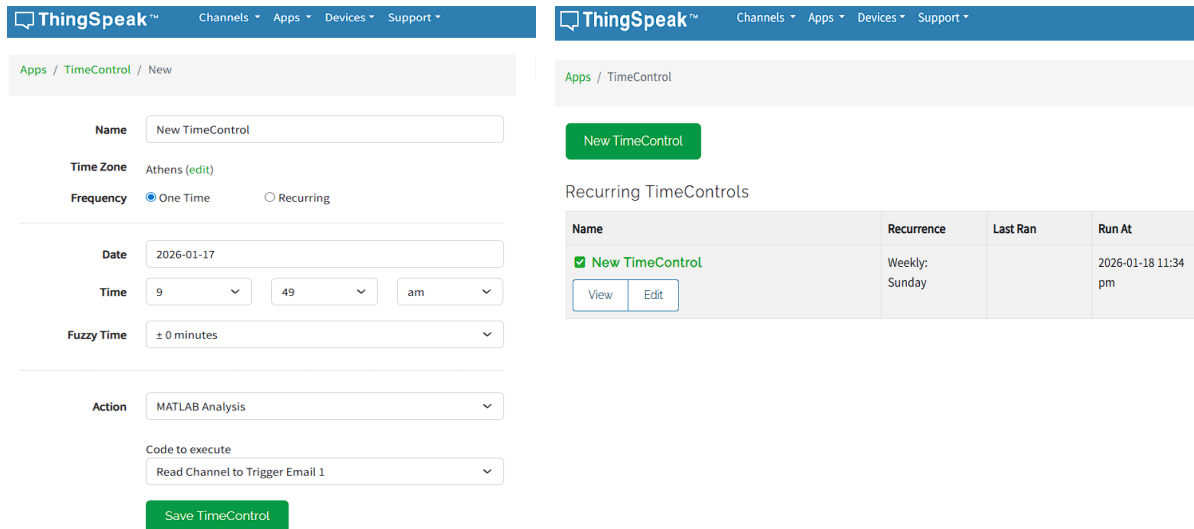 ThingSpeak™ Channels Apps Devices Support
Apps / TimeControl / New
Name New TimeControl
Time Zone Athens (edit)
Frequency One Time Recurring
Date 2026-01-17
Time 9 49 am
Fuzzy Time ± 0 minutes
Action MATLAB Analysis
Code to execute
Read Channel to Trigger Email 1
Save TimeControl
ThingSpeak™ Channels Apps Devices Support
Apps / TimeControl
New TimeControl
Recurring TimeControls
Name Recurrence Last Ran Run At
New TimeControl Weekly: 2026-01-18 11:34
Sunday pm
View Edit